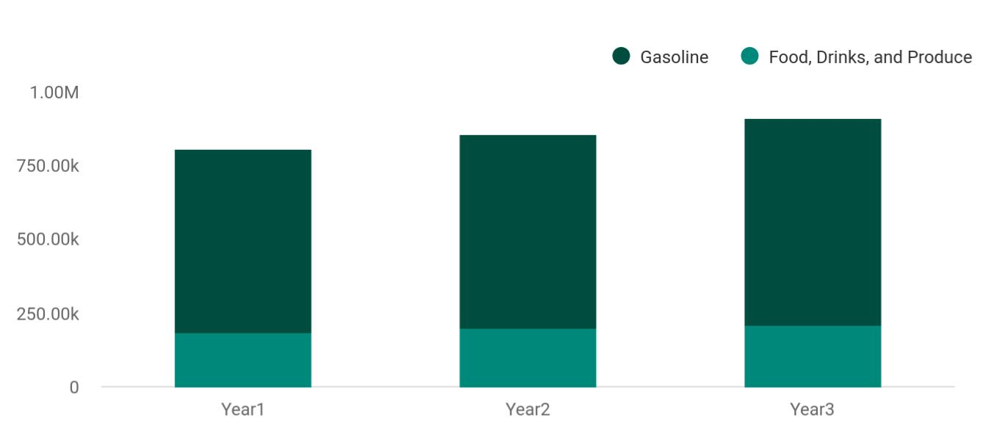 Gasoline Food, Drinks, and Produce
1.00M
750.00k
500.00k
250.00k
0
Year1 Year2 Year3